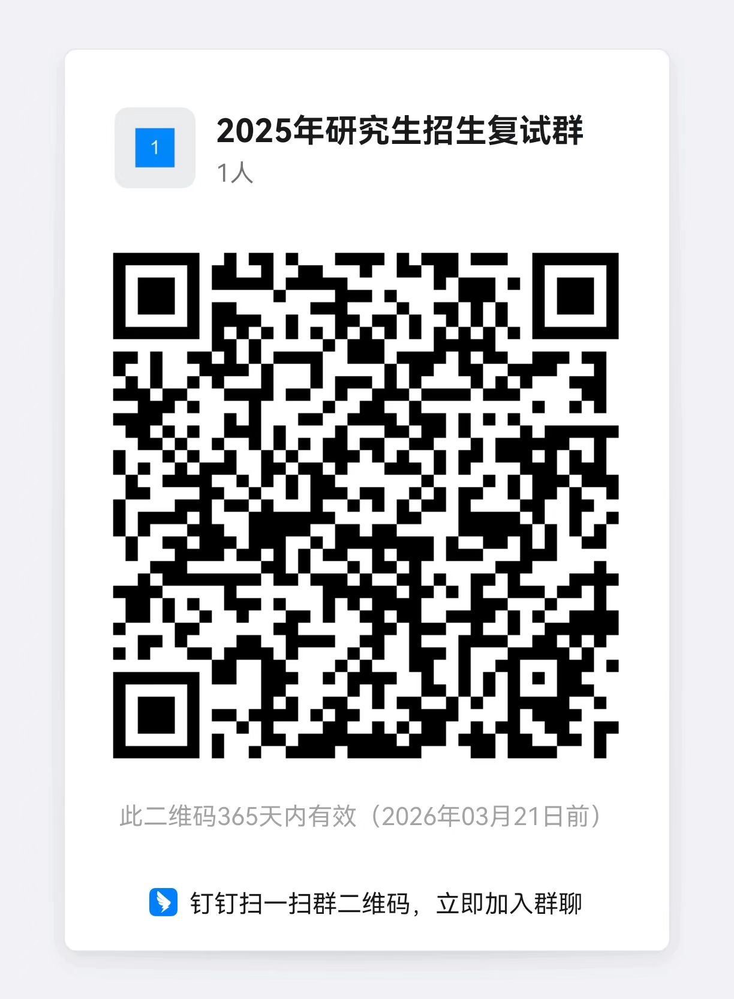 1
2025年研究生招生复试群
1人
此二维码365天内有效（2026年03月21日前）
钉钉扫一扫群二维码，立即加入群聊